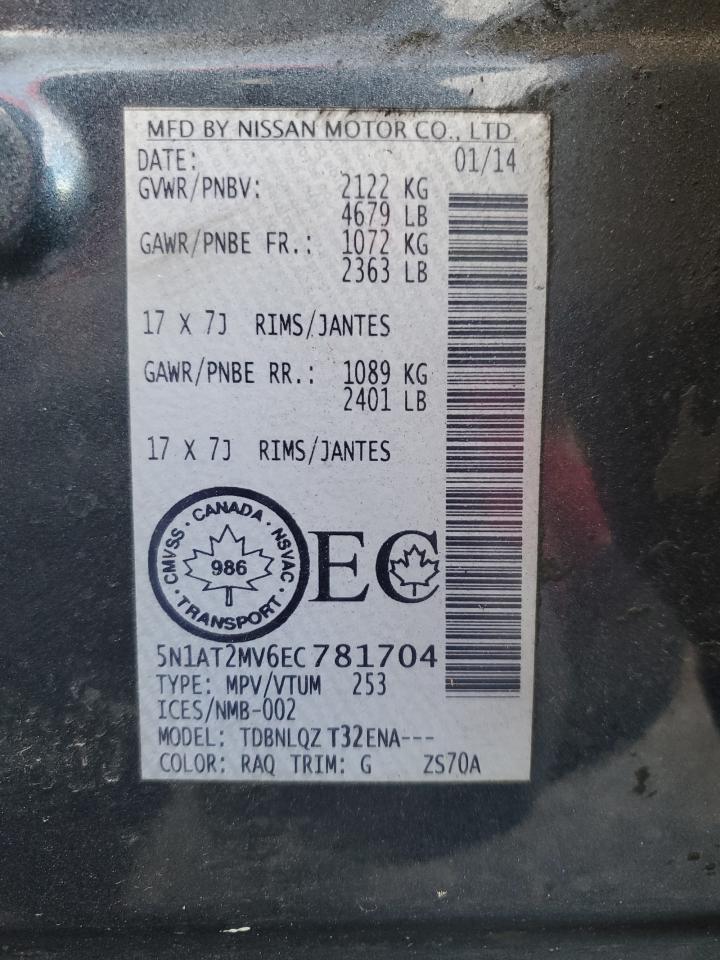 MFD BY NISSAN MOTOR CO., LTD.
DATE: 01/14
GVWR/PNBV: 2122 KG
4679 LB
GAWR/PNBE FR.: 1072 KG
2363 LB
17 X 7J RIMS/JANTES
GAWR/PNBE RR.: 1089 KG
2401 LB
17 X 7J RIMS/JANTES
CMVSS · CANADA · NSVAC · TRANSPORT ·
986
EC
5N1AT2MV6EC781704
TYPE: MPV/VTUM 253
ICES/NMB-002
MODEL: TDBNLQZ T32ENA---
COLOR: RAQ TRIM: G ZS70A